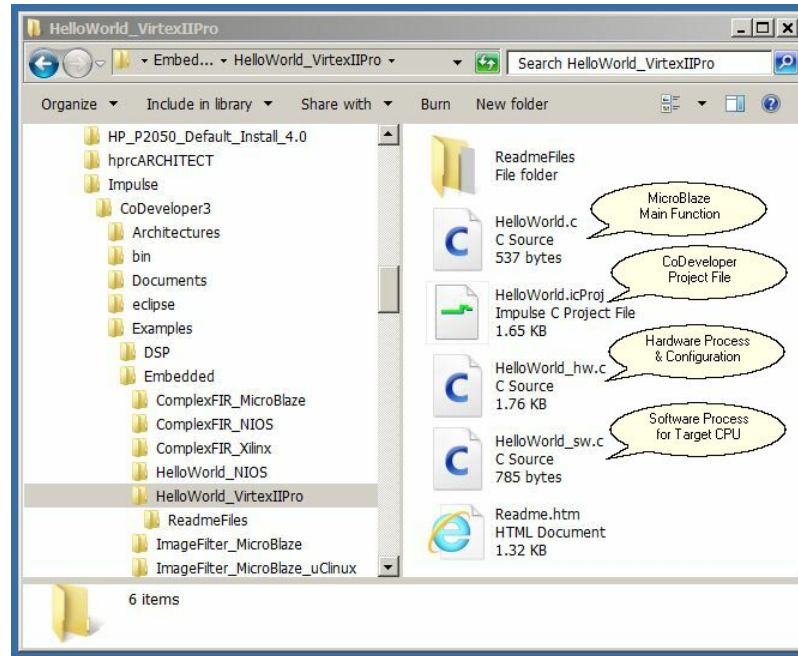 HelloWorld_VirtexIIPro
Embed... HelloWorld_VirtexIIPro
Search HelloWorld_VirtexIIPro
Organize Include in library Share with Burn New folder
HP_P2050_Default_Install_4.0
hprcARCHITECT
Impulse
CoDeveloper3
Architectures
bin
Documents
eclipse
Examples
DSP
Embedded
ComplexFIR_MicroBlaze
ComplexFIR_NIOS
ComplexFIR_Xilinx
HelloWorld_NIOS
HelloWorld_VirtexIIPro
ReadmeFiles
ImageFilter_MicroBlaze
ImageFilter_MicroBlaze_uClinux
ReadmeFiles
File folder
HelloWorld.c
C Source
537 bytes
MicroBlaze
Main Function
HelloWorld.icProj
Impulse C Project File
1.65 KB
CoDeveloper
Project File
HelloWorld_hw.c
C Source
1.76 KB
Hardware Process
& Configuration
HelloWorld_sw.c
C Source
785 bytes
Software Process
for Target CPU
Readme.htm
HTML Document
1.32 KB
6 items